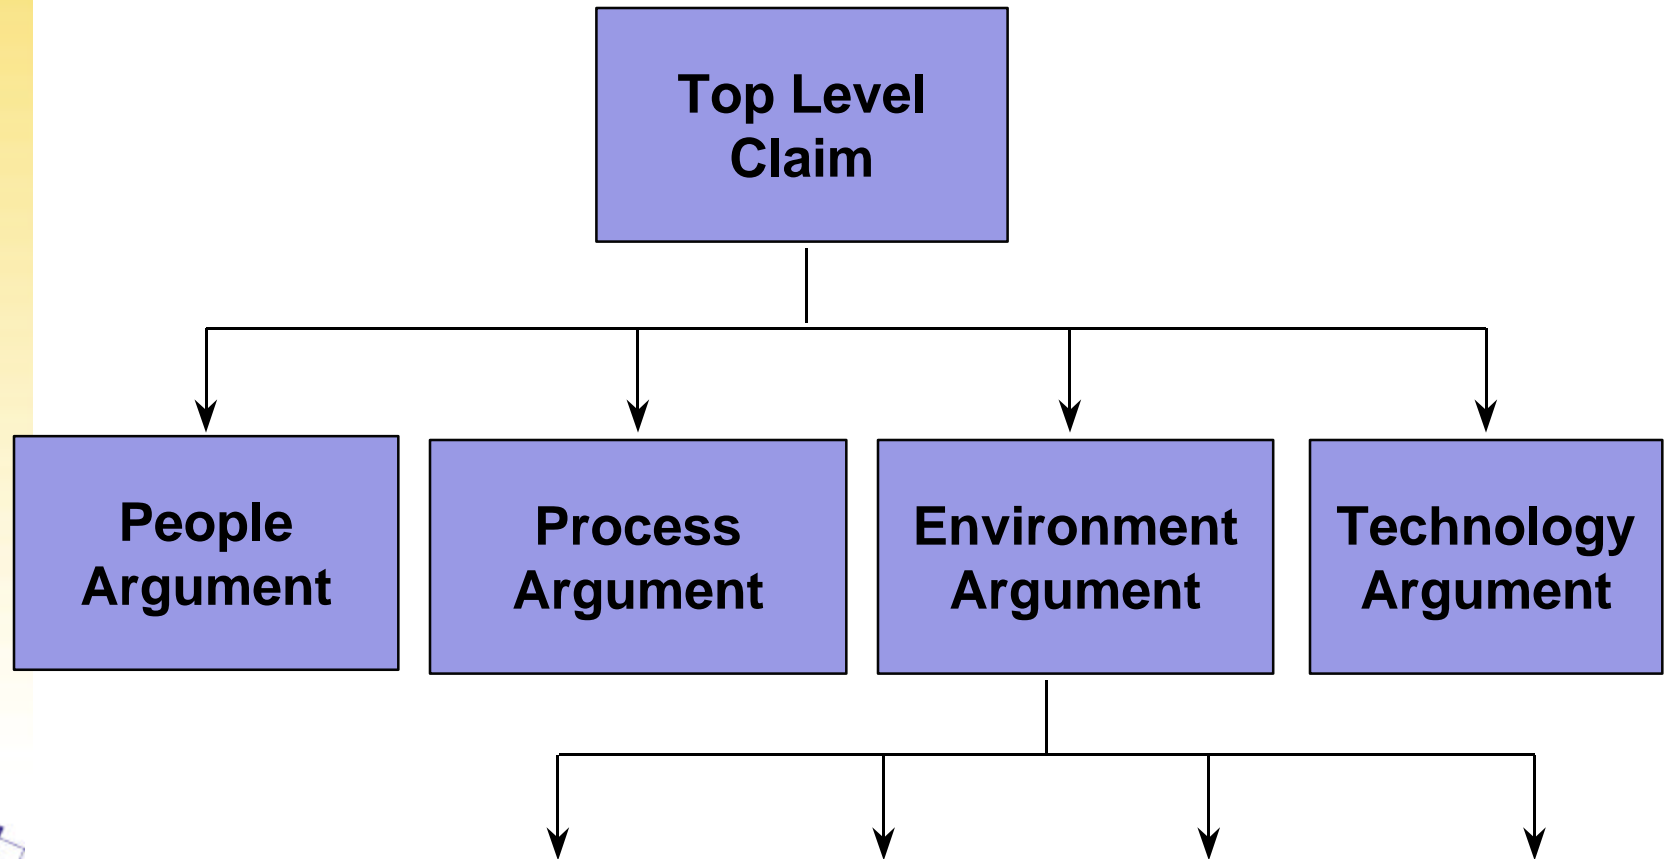 Top Level
Claim
People
Argument
Process
Argument
Environment
Argument
Technology
Argument